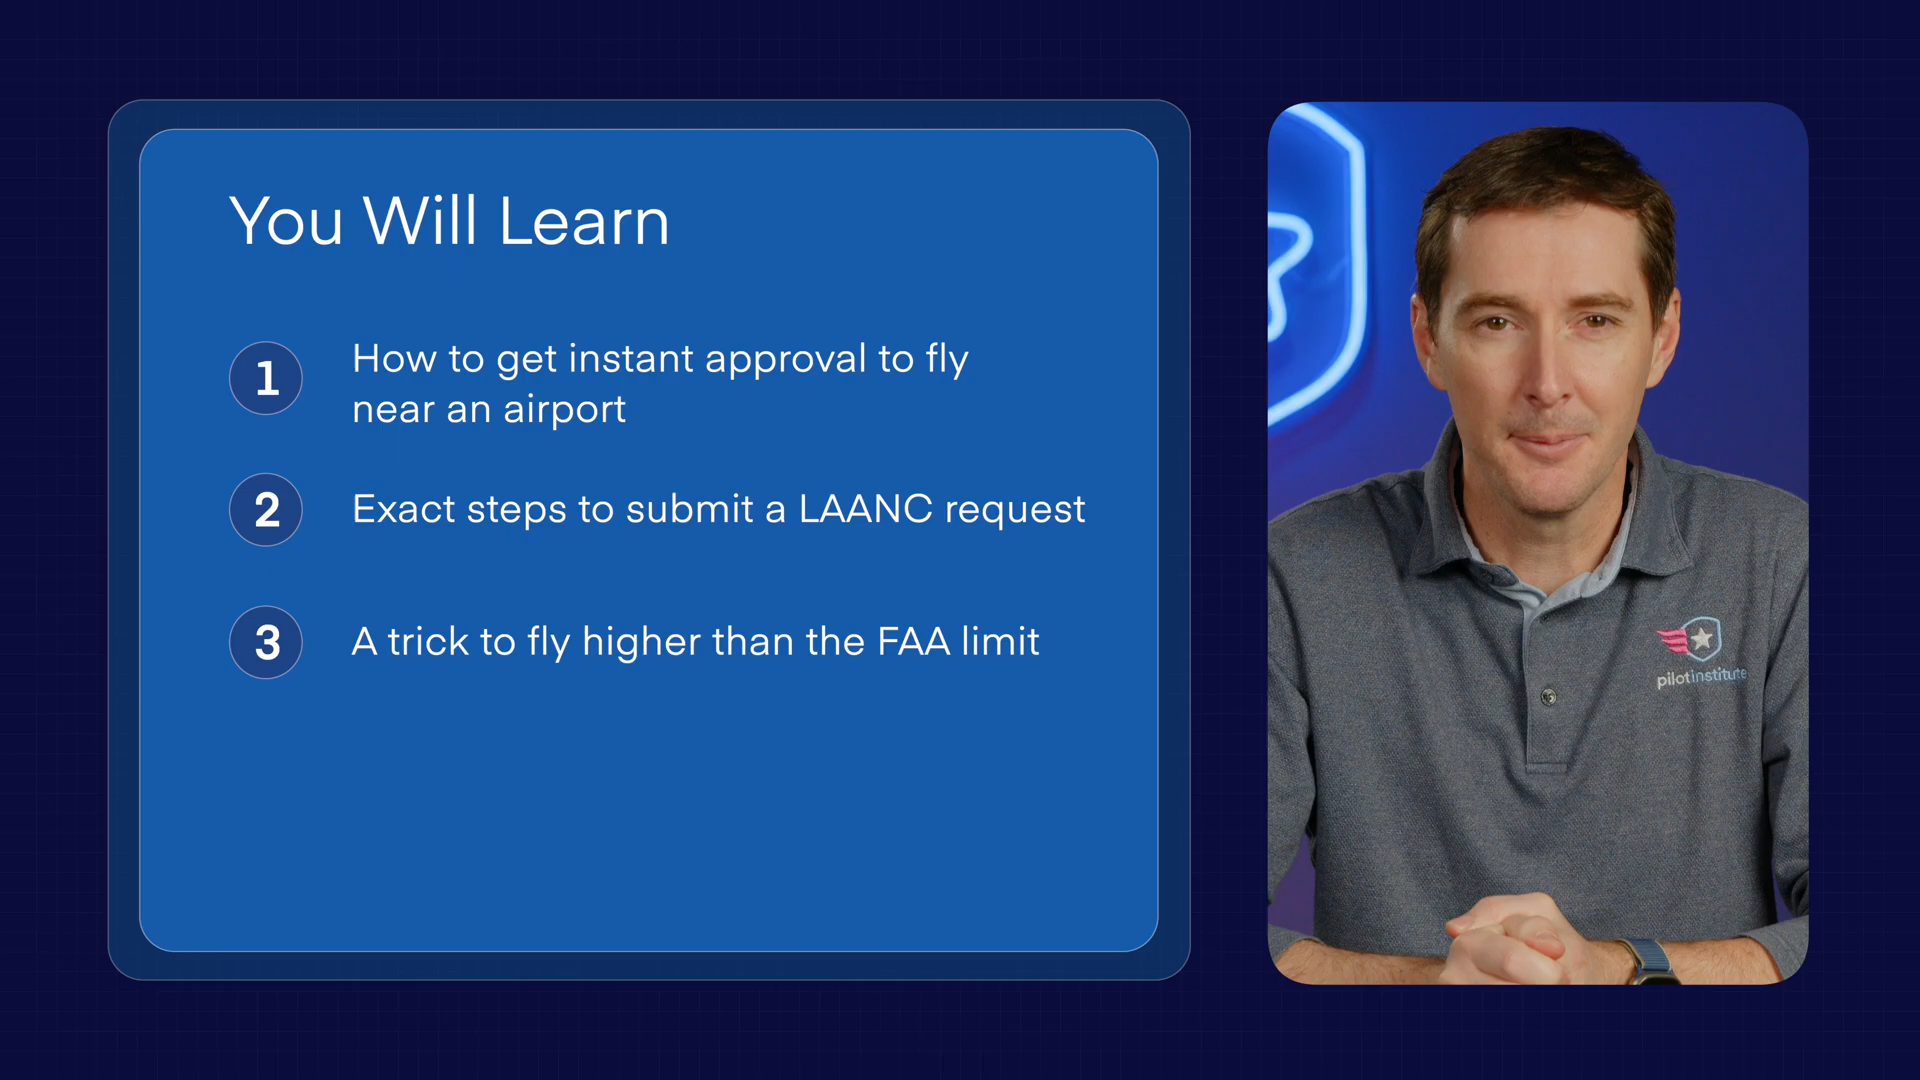 You Will Learn
1
How to get instant approval to fly
near an airport
2
Exact steps to submit a LAANC request
3
A trick to fly higher than the FAA limit
pilotinstitute